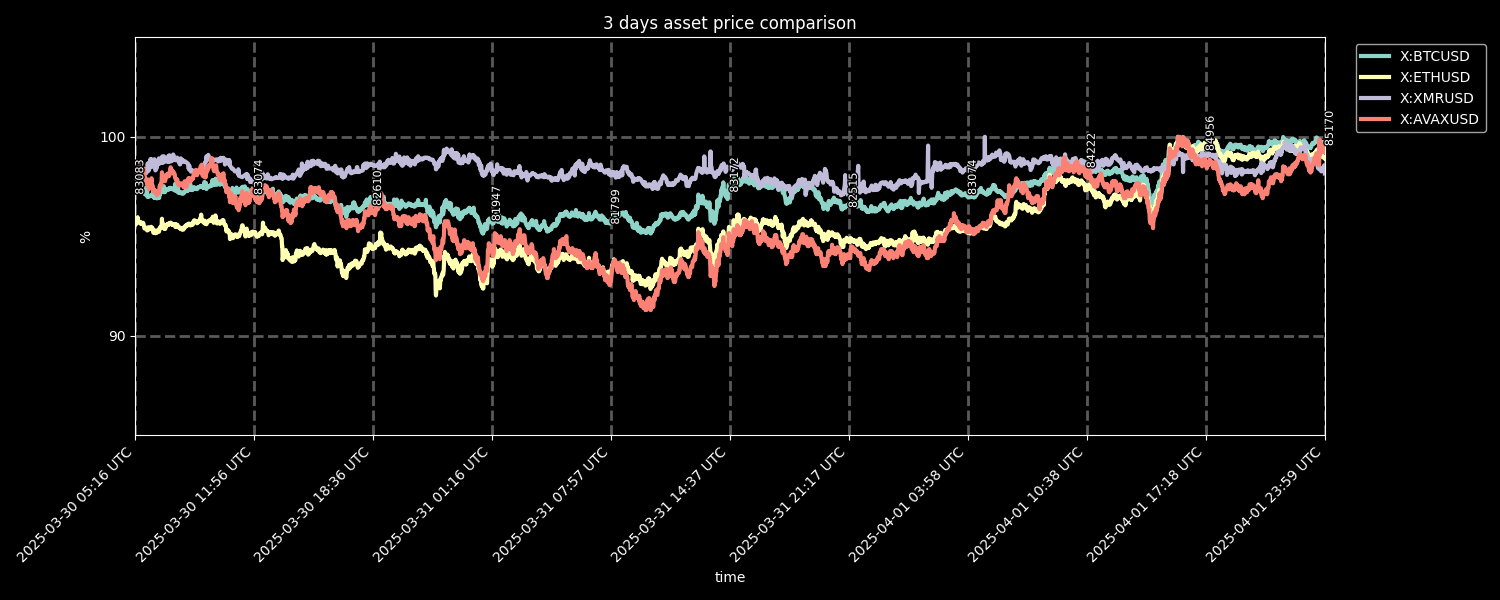 3 days asset price comparison
X:BTCUSD
X:ETHUSD
X:XMRUSD
X:AVAXUSD
100
90
%
83083
83074
82610
81947
81799
83172
82515
83074
84222
84956
85170
2025-03-30 05:16 UTC
2025-03-30 11:56 UTC
2025-03-30 18:36 UTC
2025-03-31 01:16 UTC
2025-03-31 07:57 UTC
2025-03-31 14:37 UTC
2025-03-31 21:17 UTC
2025-04-01 03:58 UTC
2025-04-01 10:38 UTC
2025-04-01 17:18 UTC
2025-04-01 23:59 UTC
time